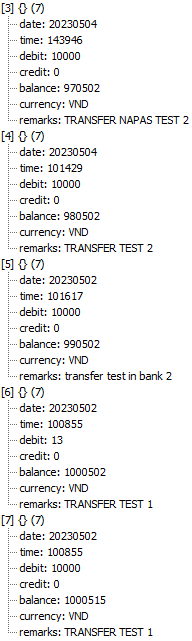 [3] {} (7)
date: 20230504
time: 143946
debit: 10000
credit: 0
balance: 970502
currency: VND
remarks: TRANSFER NAPAS TEST 2
[4] {} (7)
date: 20230504
time: 101429
debit: 10000
credit: 0
balance: 980502
currency: VND
remarks: TRANSFER TEST 2
[5] {} (7)
date: 20230502
time: 101617
debit: 10000
credit: 0
balance: 990502
currency: VND
remarks: transfer test in bank 2
[6] {} (7)
date: 20230502
time: 100855
debit: 13
credit: 0
balance: 1000502
currency: VND
remarks: TRANSFER TEST 1
[7] {} (7)
date: 20230502
time: 100855
debit: 10000
credit: 0
balance: 1000515
currency: VND
remarks: TRANSFER TEST 1